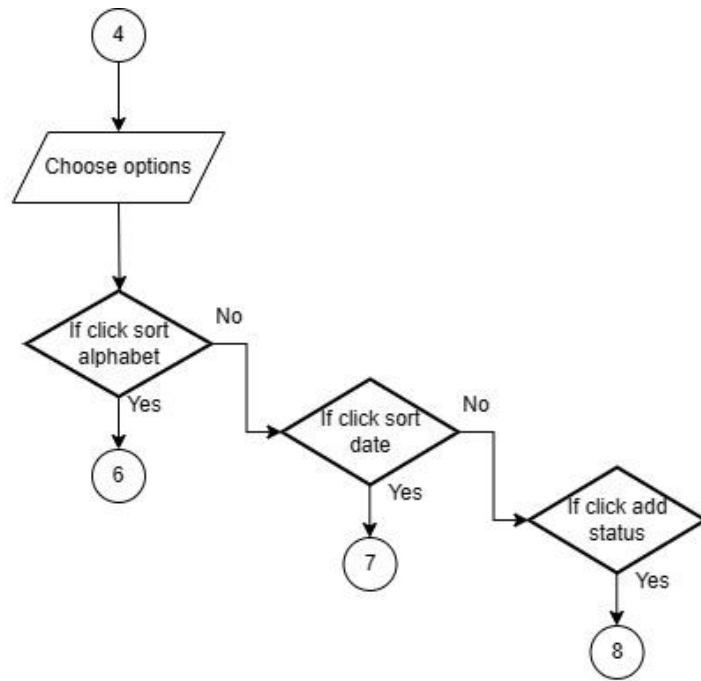 4
Choose options
If click sort
alphabet
No
Yes
6
If click sort
date
No
Yes
7
If click add
status
Yes
8